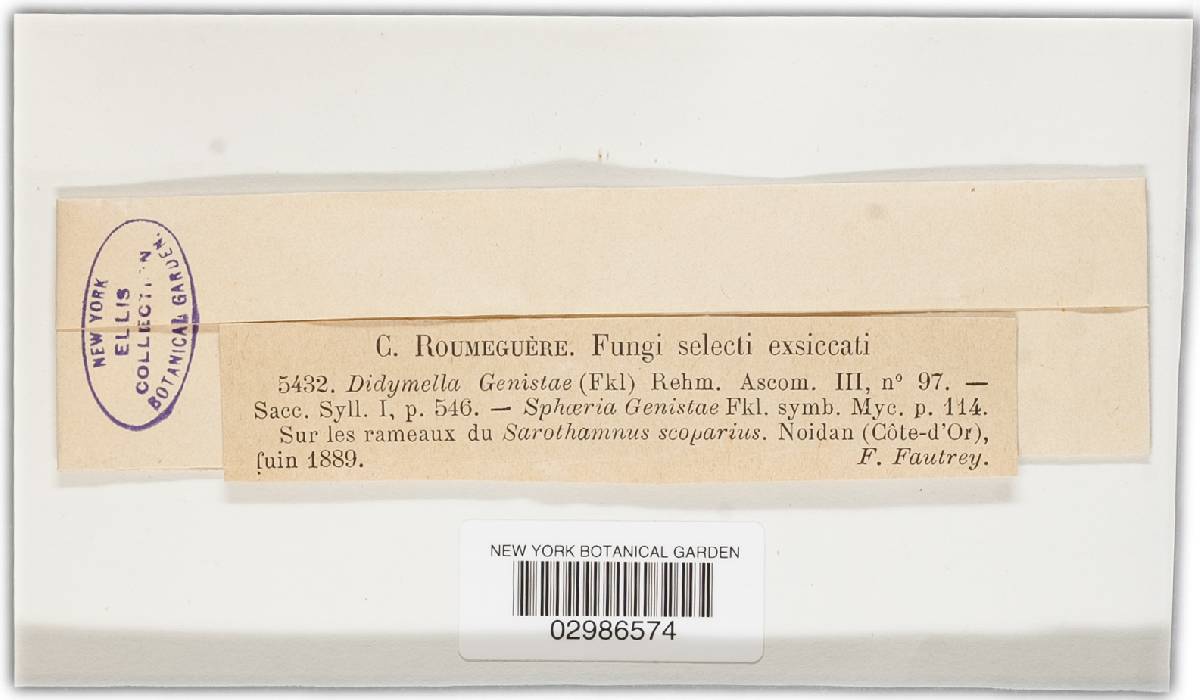 NEW YORK
ELLIS
COLLECTION
BOTANICAL GARDEN.
C. ROUMEGUÈRE. Fungi selecti exsiccati
5432. Didymella Genistae (Fkl) Rehm. Ascom. III, n° 97. —
Sacc. Syll. I, p. 546. — Sphæria Genistae Fkl. symb. Myc. p. 114.
Sur les rameaux du Sarothamnus scoparius. Noidan (Côte-d'Or),
Juin 1889. F. Fautrey.
NEW YORK BOTANICAL GARDEN
02986574